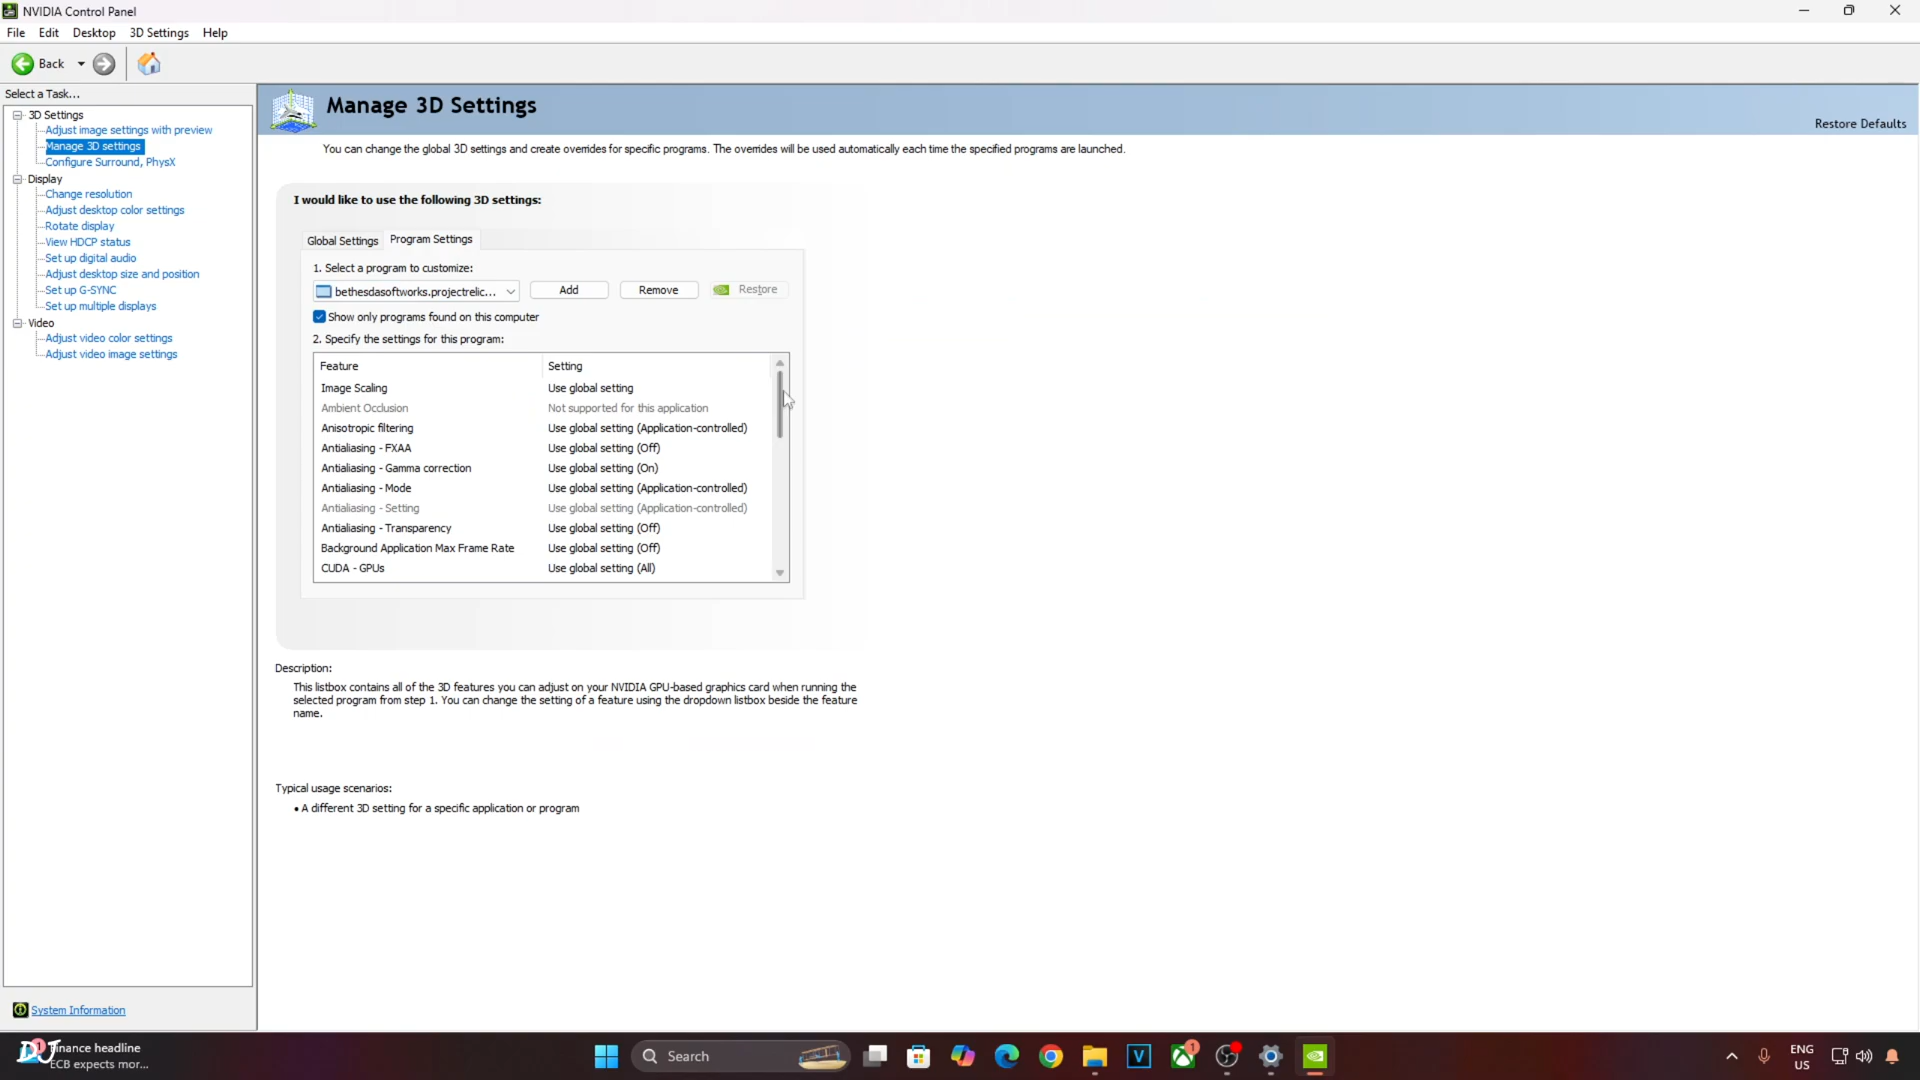 NVIDIA Control Panel
File Edit Desktop 3D Settings Help
Back
Select a Task...
3D Settings
Adjust image settings with preview
Manage 3D settings
Configure Surround, PhysX
Display
Change resolution
Adjust desktop color settings
Rotate display
View HDCP status
Set up digital audio
Adjust desktop size and position
Set up G-SYNC
Set up multiple displays
Video
Adjust video color settings
Adjust video image settings
System Information
Manage 3D Settings
Restore Defaults
You can change the global 3D settings and create overrides for specific programs. The overrides will be used automatically each time the specified programs are launched.
I would like to use the following 3D settings:
Global Settings Program Settings
1. Select a program to customize:
bethesdasoftworks.projectrelic... Add Remove Restore
Show only programs found on this computer
2. Specify the settings for this program:
Feature Setting
Image Scaling Use global setting
Ambient Occlusion Not supported for this application
Anisotropic filtering Use global setting (Application-controlled)
Antialiasing - FXAA Use global setting (Off)
Antialiasing - Gamma correction Use global setting (On)
Antialiasing - Mode Use global setting (Application-controlled)
Antialiasing - Setting Use global setting (Application-controlled)
Antialiasing - Transparency Use global setting (Off)
Background Application Max Frame Rate Use global setting (Off)
CUDA - GPUs Use global setting (All)
Description:
This listbox contains all of the 3D features you can adjust on your NVIDIA GPU-based graphics card when running the
selected program from step 1. You can change the setting of a feature using the dropdown listbox beside the feature
name.
Typical usage scenarios:
• A different 3D setting for a specific application or program
DJ
Finance headline
ECB expects mor...
Search
V
1
ENG
US